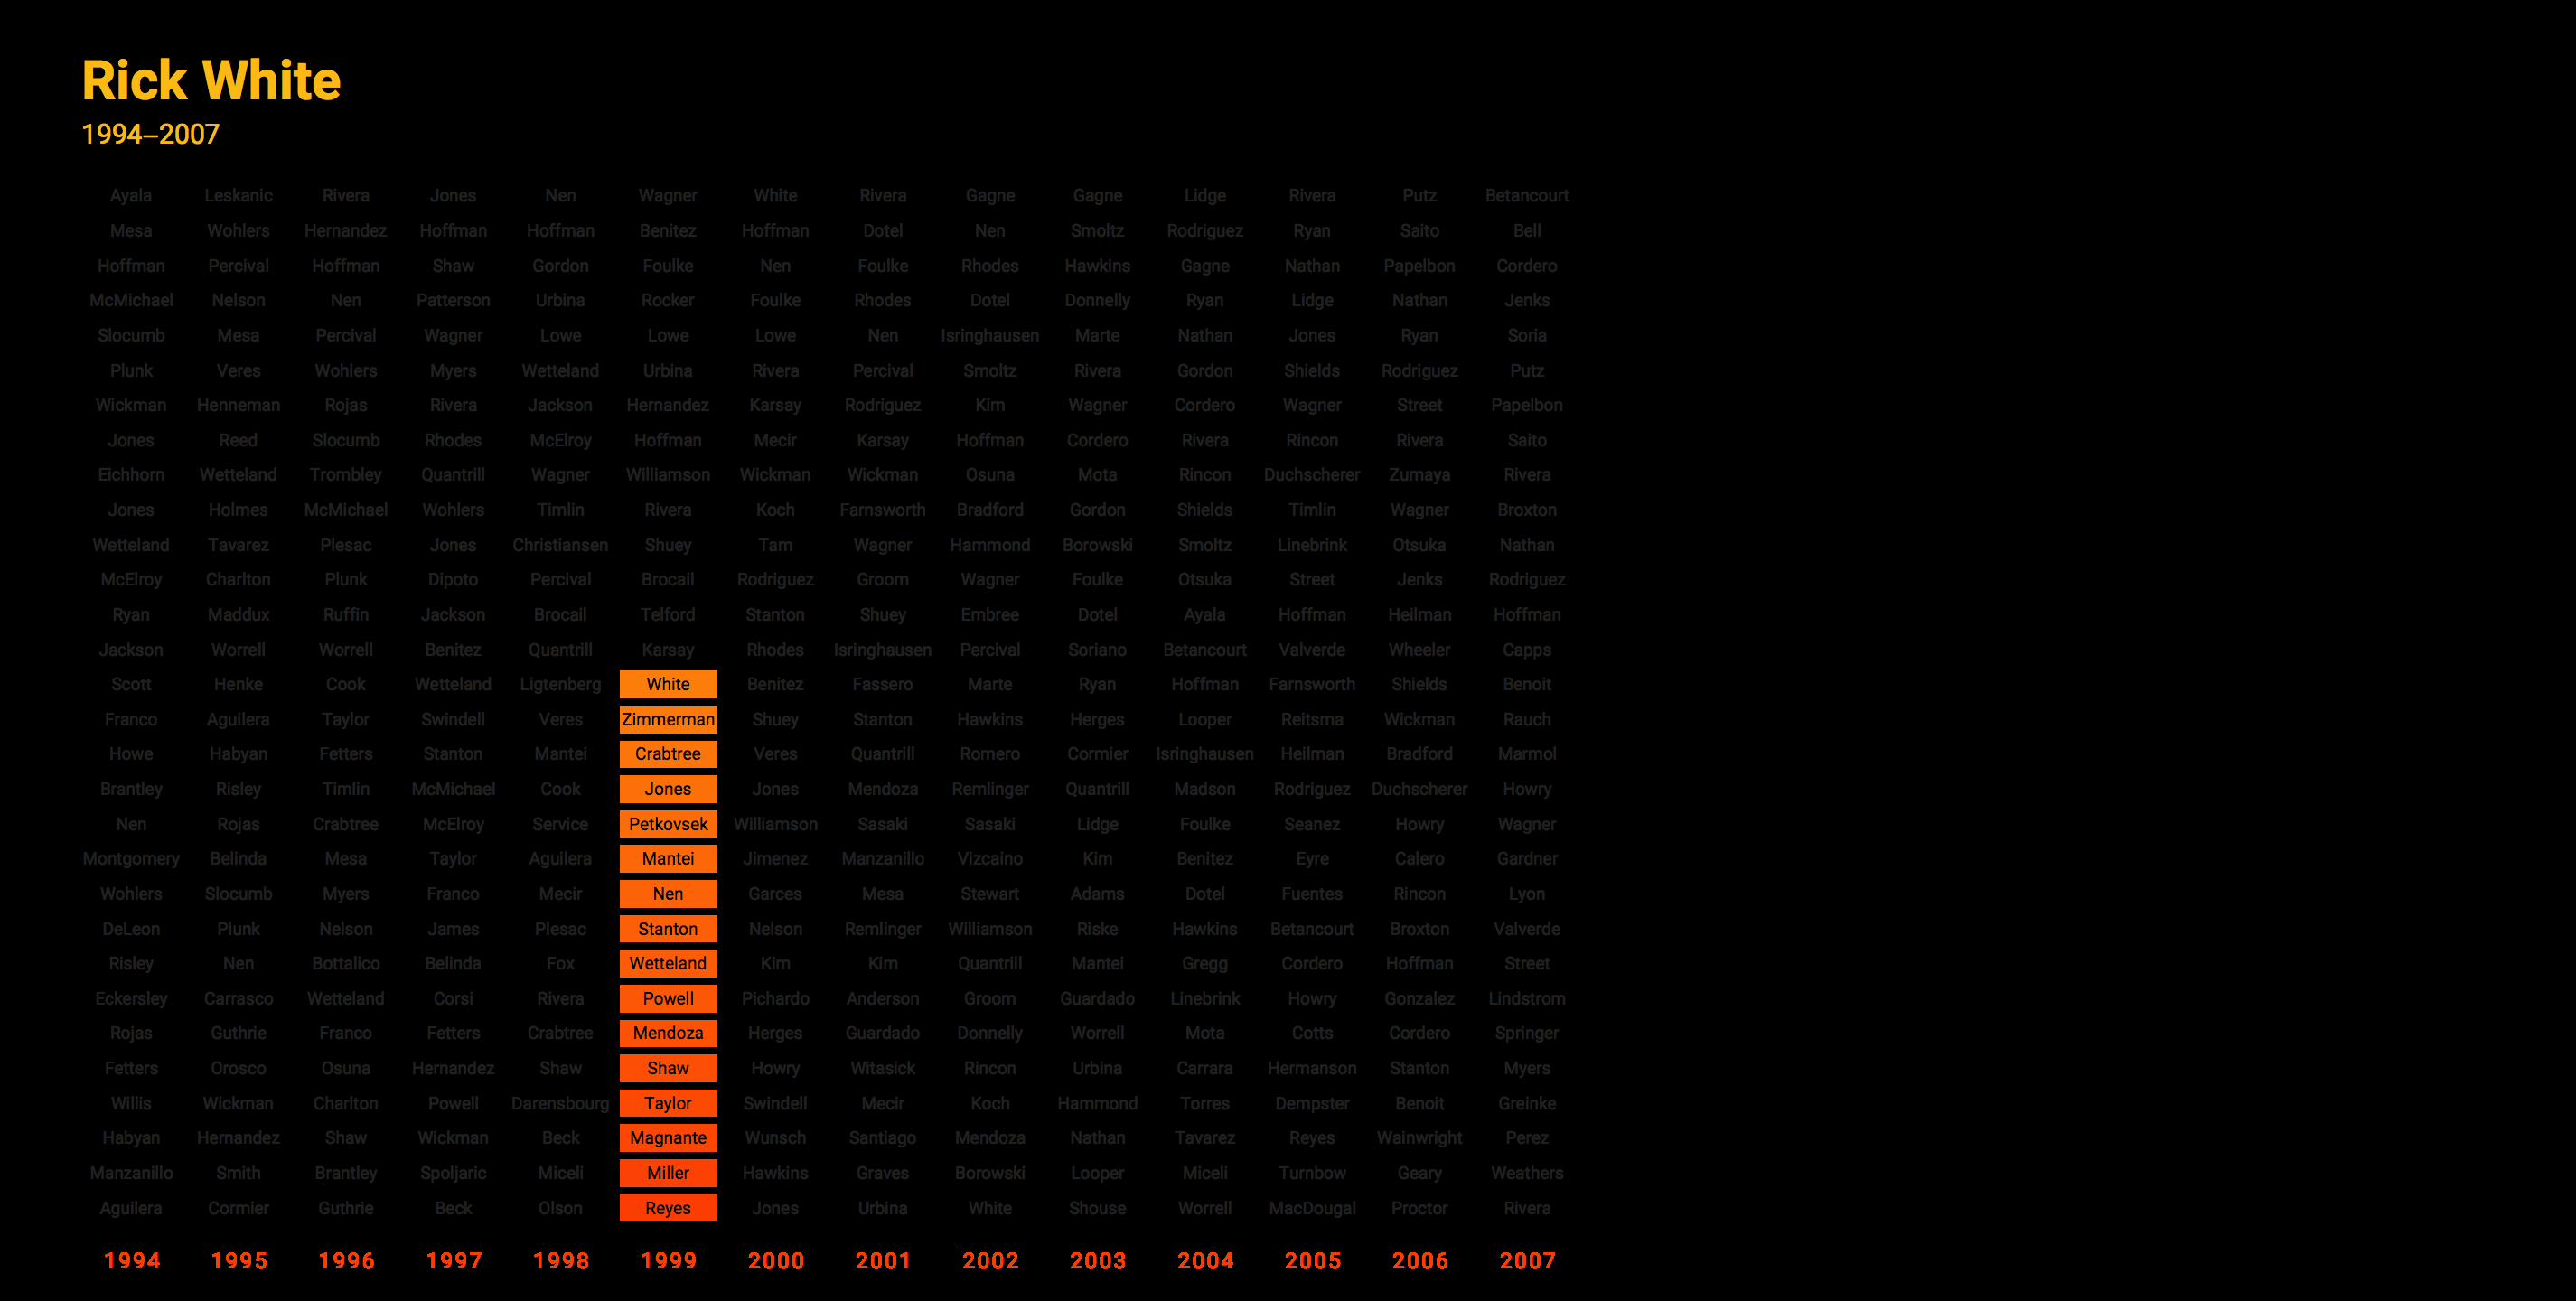 Rick White
1994–2007
Ayala Leskanic Rivera Jones Nen Wagner White Rivera Gagne Gagne Lidge Rivera Putz Betancourt
Mesa Wohlers Hernandez Hoffman Hoffman Benitez Hoffman Dotel Nen Smoltz Rodriguez Ryan Saito Bell
Hoffman Percival Hoffman Shaw Gordon Foulke Nen Foulke Rhodes Hawkins Gagne Nathan Papelbon Cordero
McMichael Nelson Nen Patterson Urbina Rocker Foulke Rhodes Dotel Donnelly Ryan Lidge Nathan Jenks
Slocumb Mesa Percival Wagner Lowe Lowe Lowe Nen Isringhausen Marte Nathan Jones Ryan Soria
Plunk Veres Wohlers Myers Wetteland Urbina Rivera Percival Smoltz Rivera Gordon Shields Rodriguez Putz
Wickman Henneman Rojas Rivera Jackson Hernandez Karsay Rodriguez Kim Wagner Cordero Wagner Street Papelbon
Jones Reed Slocumb Rhodes McElroy Hoffman Mecir Karsay Hoffman Cordero Rivera Rincon Rivera Saito
Eichhorn Wetteland Trombley Quantrill Wagner Williamson Wickman Wickman Osuna Mota Rincon Duchscherer Zumaya Rivera
Jones Holmes McMichael Wohlers Timlin Rivera Koch Farnsworth Bradford Gordon Shields Timlin Wagner Broxton
Wetteland Tavarez Plesac Jones Christiansen Shuey Tam Wagner Hammond Borowski Smoltz Linebrink Otsuka Nathan
McElroy Charlton Plunk Dipoto Percival Brocail Rodriguez Groom Wagner Foulke Otsuka Street Jenks Rodriguez
Ryan Maddux Ruffin Jackson Brocail Telford Stanton Shuey Embree Dotel Ayala Hoffman Heilman Hoffman
Jackson Worrell Worrell Benitez Quantrill Karsay Rhodes Isringhausen Percival Soriano Betancourt Valverde Wheeler Capps
Scott Henke Cook Wetteland Ligtenberg White Benitez Fassero Marte Ryan Hoffman Farnsworth Shields Benoit
Franco Aguilera Taylor Swindell Veres Zimmerman Shuey Stanton Hawkins Herges Looper Reitsma Wickman Rauch
Howe Habyan Fetters Stanton Mantei Crabtree Veres Quantrill Romero Cormier Isringhausen Heilman Bradford Marmol
Brantley Risley Timlin McMichael Cook Jones Jones Mendoza Remlinger Quantrill Madson Rodriguez Duchscherer Howry
Nen Rojas Crabtree McElroy Service Petkovsek Williamson Sasaki Sasaki Lidge Foulke Seanez Howry Wagner
Montgomery Belinda Mesa Taylor Aguilera Mantei Jimenez Manzanillo Vizcaino Kim Benitez Eyre Calero Gardner
Wohlers Slocumb Myers Franco Mecir Nen Garces Mesa Stewart Adams Dotel Fuentes Rincon Lyon
DeLeon Plunk Nelson James Plesac Stanton Nelson Remlinger Williamson Riske Hawkins Betancourt Broxton Valverde
Risley Nen Bottalico Belinda Fox Wetteland Kim Kim Quantrill Mantei Gregg Cordero Hoffman Street
Eckersley Carrasco Wetteland Corsi Rivera Powell Pichardo Anderson Groom Guardado Linebrink Howry Gonzalez Lindstrom
Rojas Guthrie Franco Fetters Crabtree Mendoza Herges Guardado Donnelly Worrell Mota Cotts Cordero Springer
Fetters Orosco Osuna Hernandez Shaw Shaw Howry Witasick Rincon Urbina Carrara Hermanson Stanton Myers
Willis Wickman Charlton Powell Darensbourg Taylor Swindell Mecir Koch Hammond Torres Dempster Benoit Greinke
Habyan Hernandez Shaw Wickman Beck Magnante Wunsch Santiago Mendoza Nathan Tavarez Reyes Wainwright Perez
Manzanillo Smith Brantley Spoljaric Miceli Miller Hawkins Graves Borowski Looper Miceli Turnbow Geary Weathers
Aguilera Cormier Guthrie Beck Olson Reyes Jones Urbina White Shouse Worrell MacDougal Proctor Rivera
1994 1995 1996 1997 1998 1999 2000 2001 2002 2003 2004 2005 2006 2007